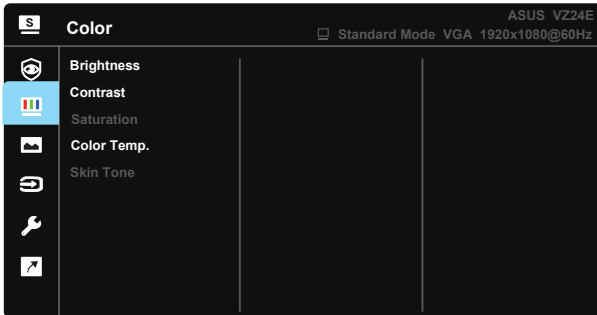 S
ASUS VZ24E
Color
Standard Mode VGA 1920x1080@60Hz
Brightness
Contrast
Saturation
Color Temp.
Skin Tone